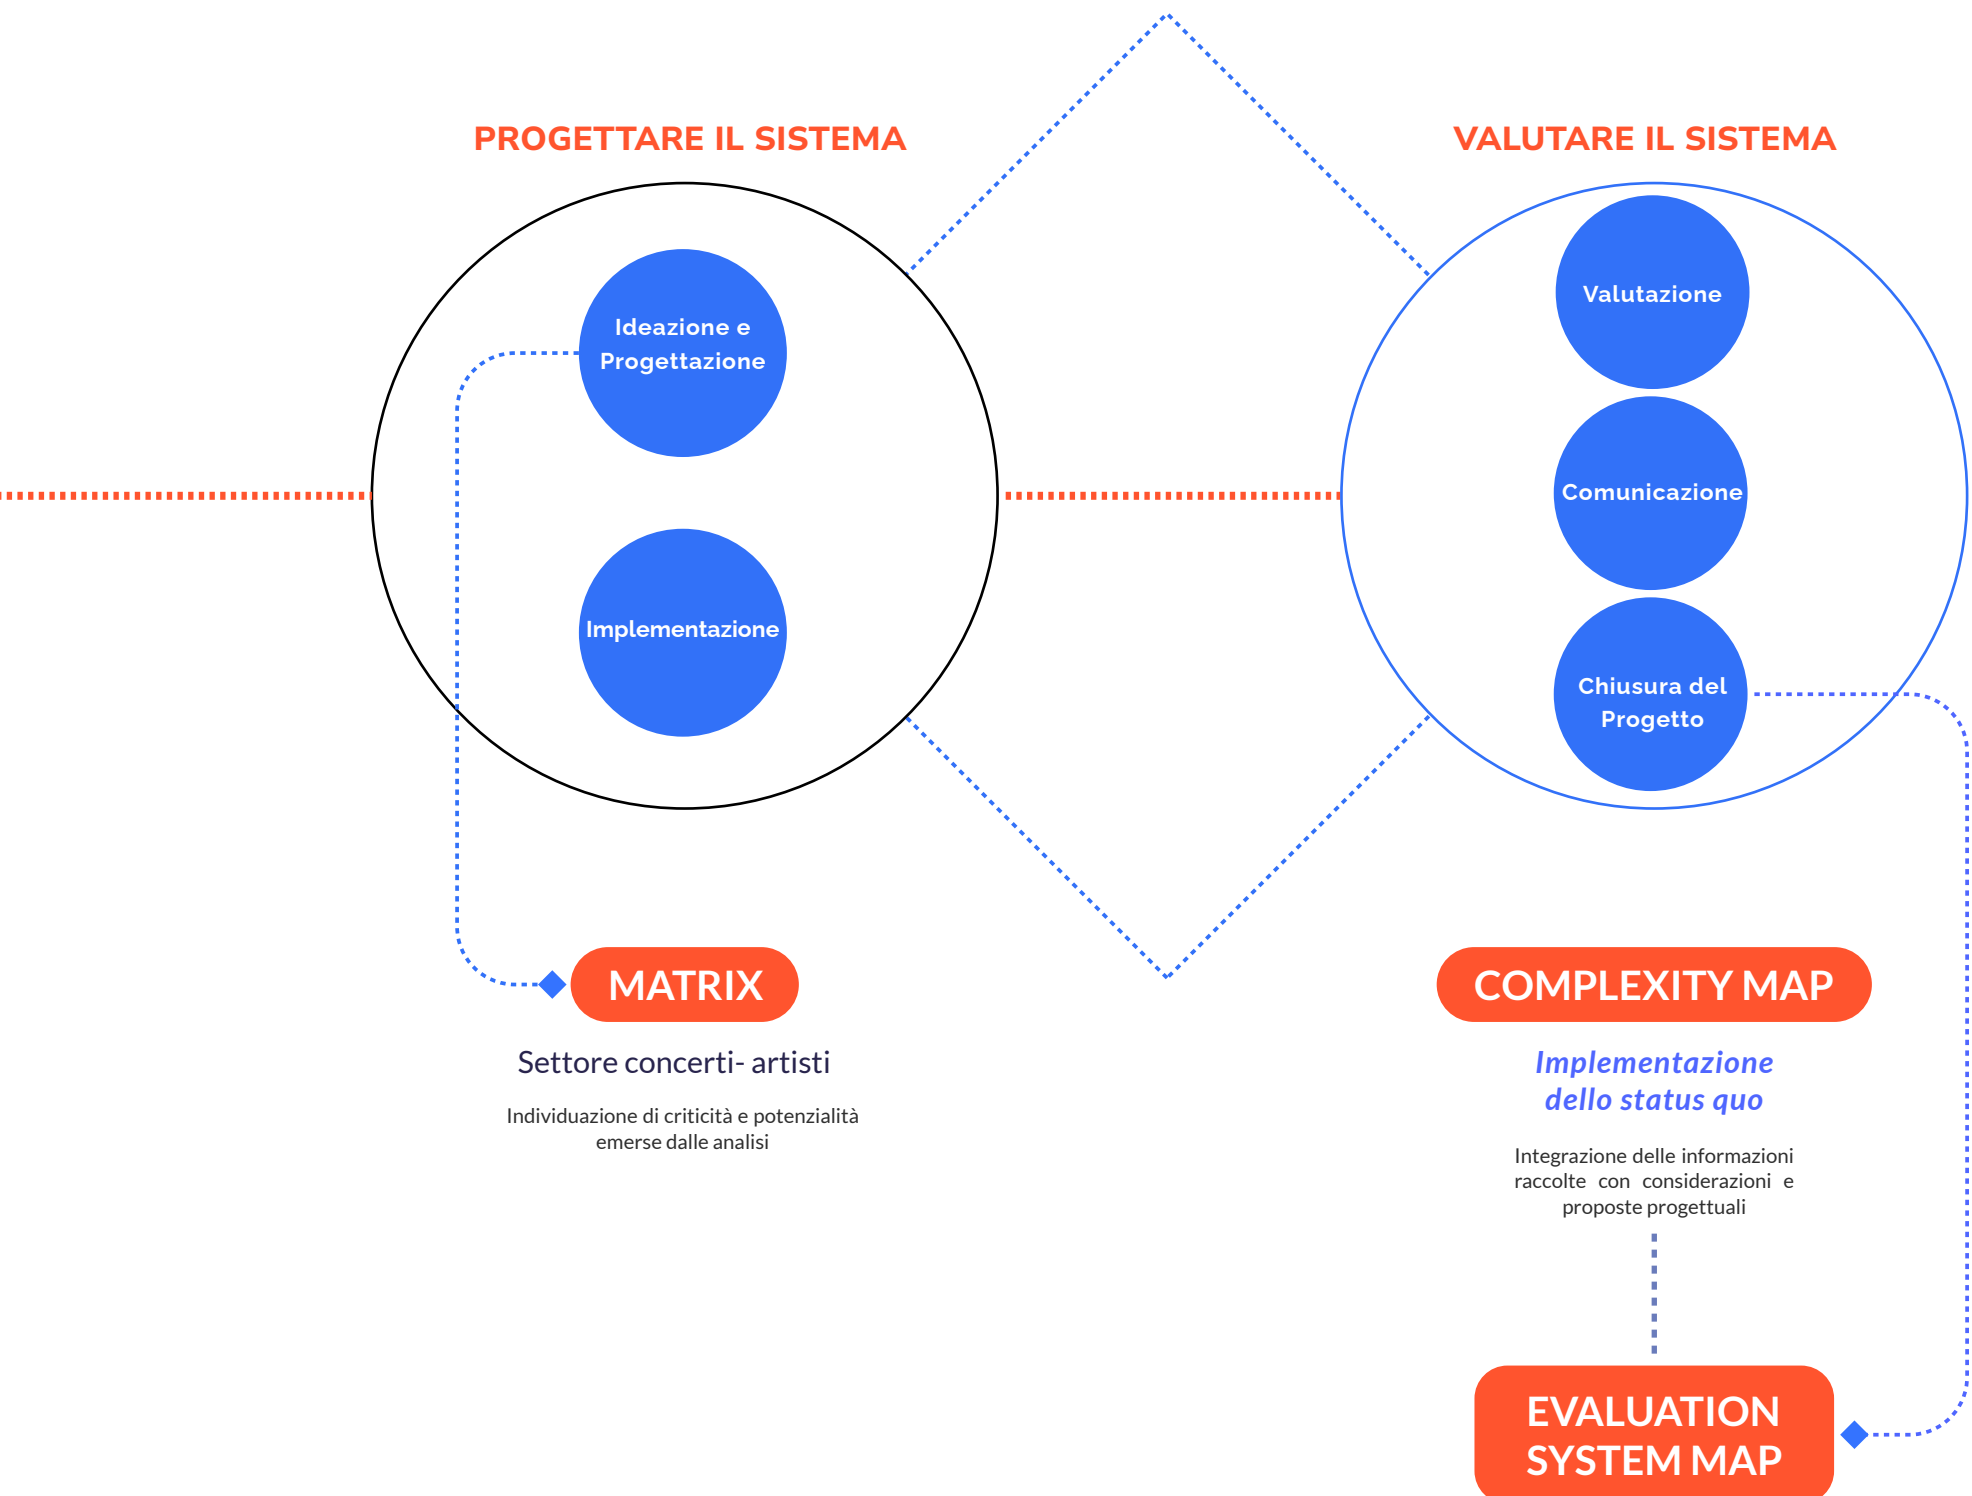 PROGETTARE IL SISTEMA
Ideazione e
Progettazione
Implementazione
MATRIX
Settore concerti- artisti
Individuazione di criticità e potenzialità
emerse dalle analisi
VALUTARE IL SISTEMA
Valutazione
Comunicazione
Chiusura del
Progetto
COMPLEXITY MAP
Implementazione
dello status quo
Integrazione delle informazioni
raccolte con considerazioni e
proposte progettuali
EVALUATION
SYSTEM MAP